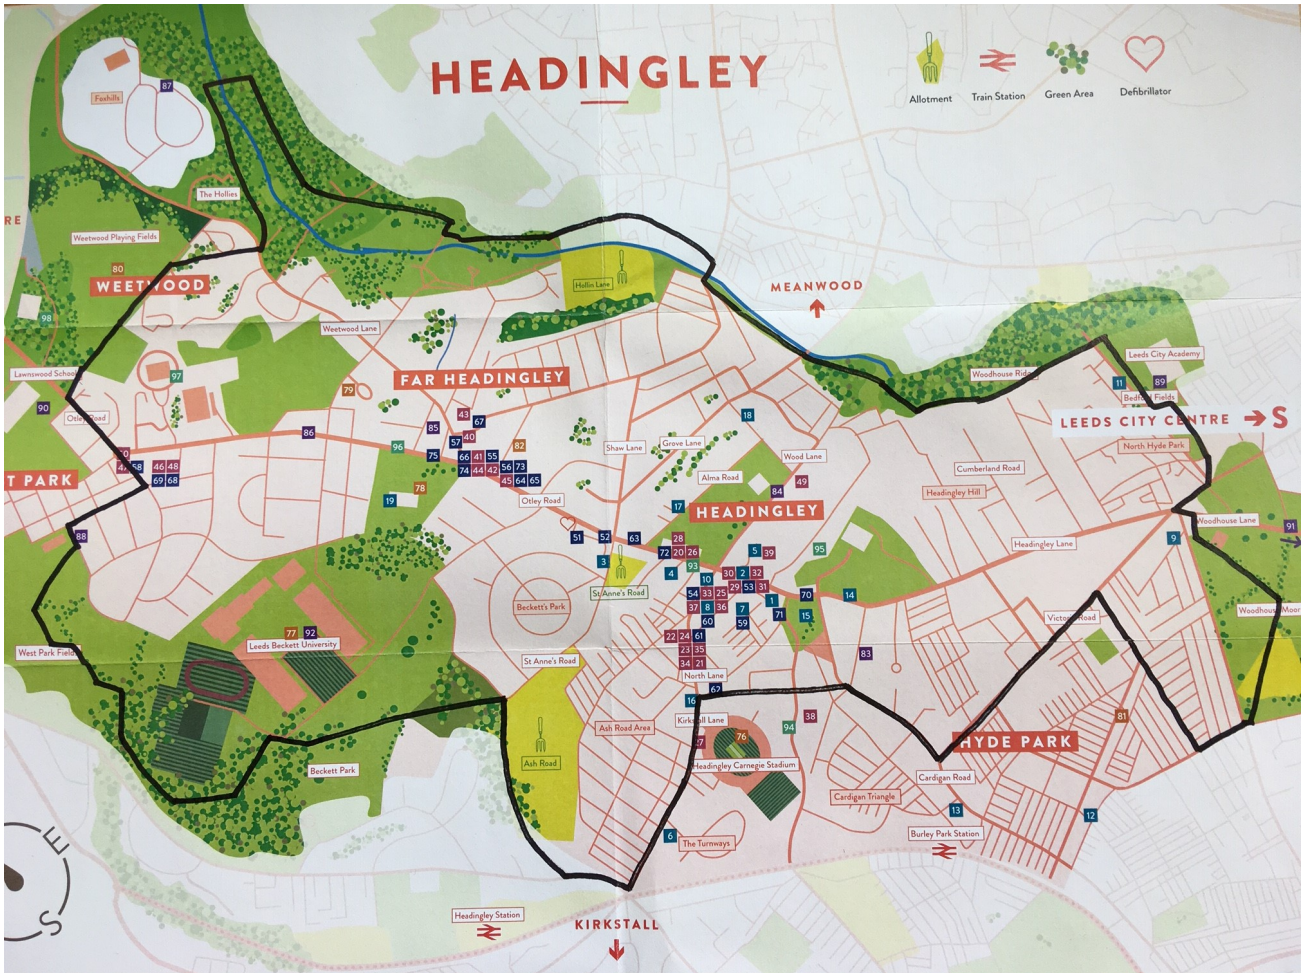 HEADINGLEY
Allotment
Train Station
Green Area
Defibrillator
Foxhills
87
The Hollies
RE
Weetwood Playing Fields
80
WEETWOOD
Hollin Lane
MEANWOOD
98
Weetwood Lane
Lawnswood School
97
FAR HEADINGLEY
79
Woodhouse Ridge
Leeds City Academy
11
89
Bedford Fields
90
Otley Road
43
67
85
18
LEEDS CITY CENTRE
S
86
57
40
96
82
Shaw Lane
Grove Lane
North Hyde Park
75
66
41
55
Wood Lane
T PARK
58
46
48
74
44
42
56
73
Cumberland Road
69
68
45
64
65
Alma Road
49
78
84
Headingley Hill
19
Otley Road
17
HEADINGLEY
Woodhouse Lane
91
88
51
52
63
28
9
Headingley Lane
72
20
26
5
39
95
3
93
4
30
2
32
10
29
53
31
St Anne's Road
54
33
25
70
14
Beckett's Park
37
8
36
7
1
Woodhouse Moor
71
15
60
59
Victoria Road
77
92
22
24
61
Leeds Beckett University
23
35
83
West Park Fields
St Anne's Road
34
21
North Lane
62
16
Kirkstall Lane
38
81
Ash Road Area
94
76
HYDE PARK
Ash Road
Headingley Carnegie Stadium
Beckett Park
Cardigan Road
Cardigan Triangle
13
12
Burley Park Station
6
The Turnways
E
S
Headingley Station
KIRKSTALL